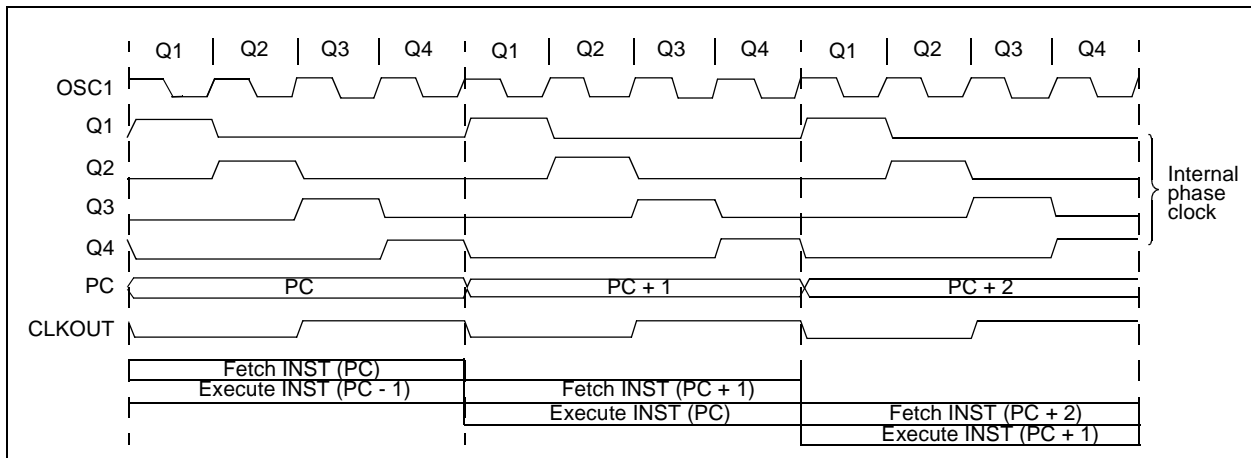 Q1 Q2 Q3 Q4 Q1 Q2 Q3 Q4 Q1 Q2 Q3 Q4
OSC1
Q1
Q2
Q3
Q4
Internal
phase
clock
PC PC PC + 1 PC + 2
CLKOUT
Fetch INST (PC)
Execute INST (PC - 1) Fetch INST (PC + 1)
Execute INST (PC) Fetch INST (PC + 2)
Execute INST (PC + 1)